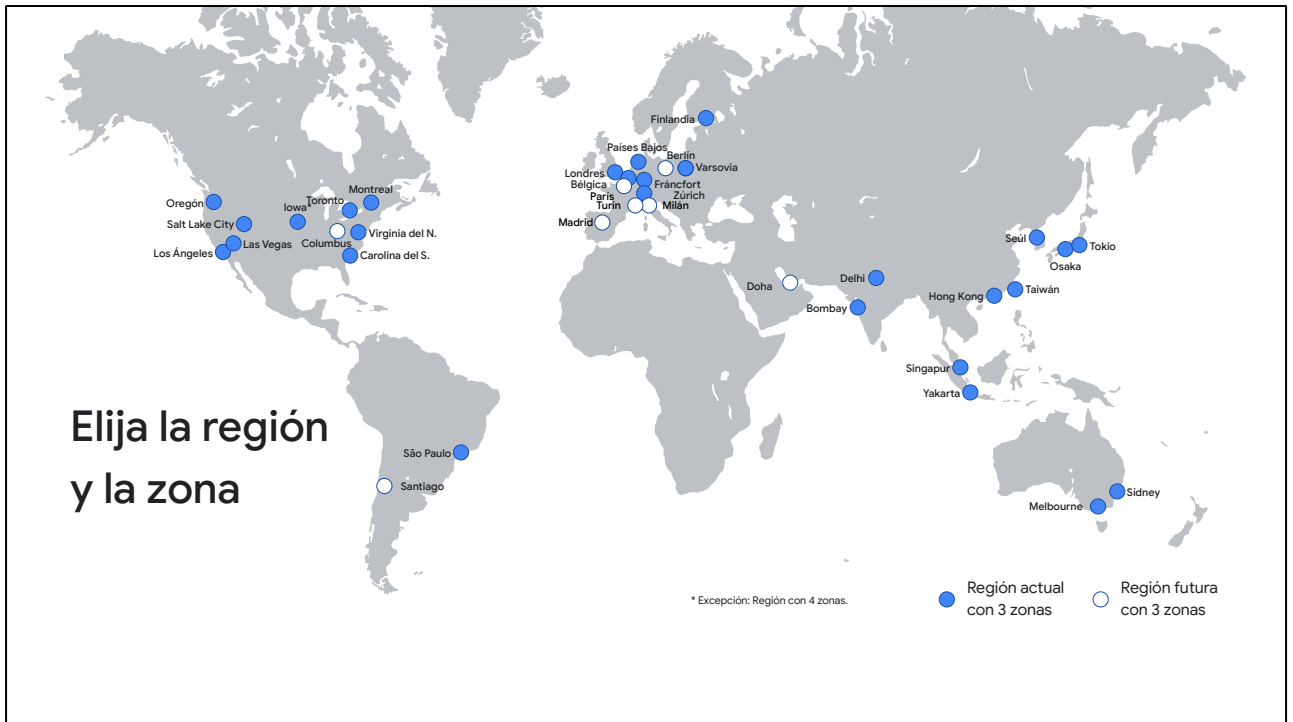 Finlandia
Países Bajos
Berlín
Varsovia
Londres
Bélgica
Fráncfort
París
Zúrich
Turín
Milán
Madrid
Montreal
Toronto
Iowa*
Oregón
Salt Lake City
Las Vegas
Los Ángeles
Columbus
Virginia del N.
Carolina del S.
Seúl
Tokio
Osaka
Delhi
Doha
Bombay
Hong Kong
Taiwán
Singapur
Yakarta
Elija la región
y la zona
São Paulo
Santiago
Sídney
Melbourne
* Excepción: Región con 4 zonas.
Región actual
con 3 zonas
Región futura
con 3 zonas